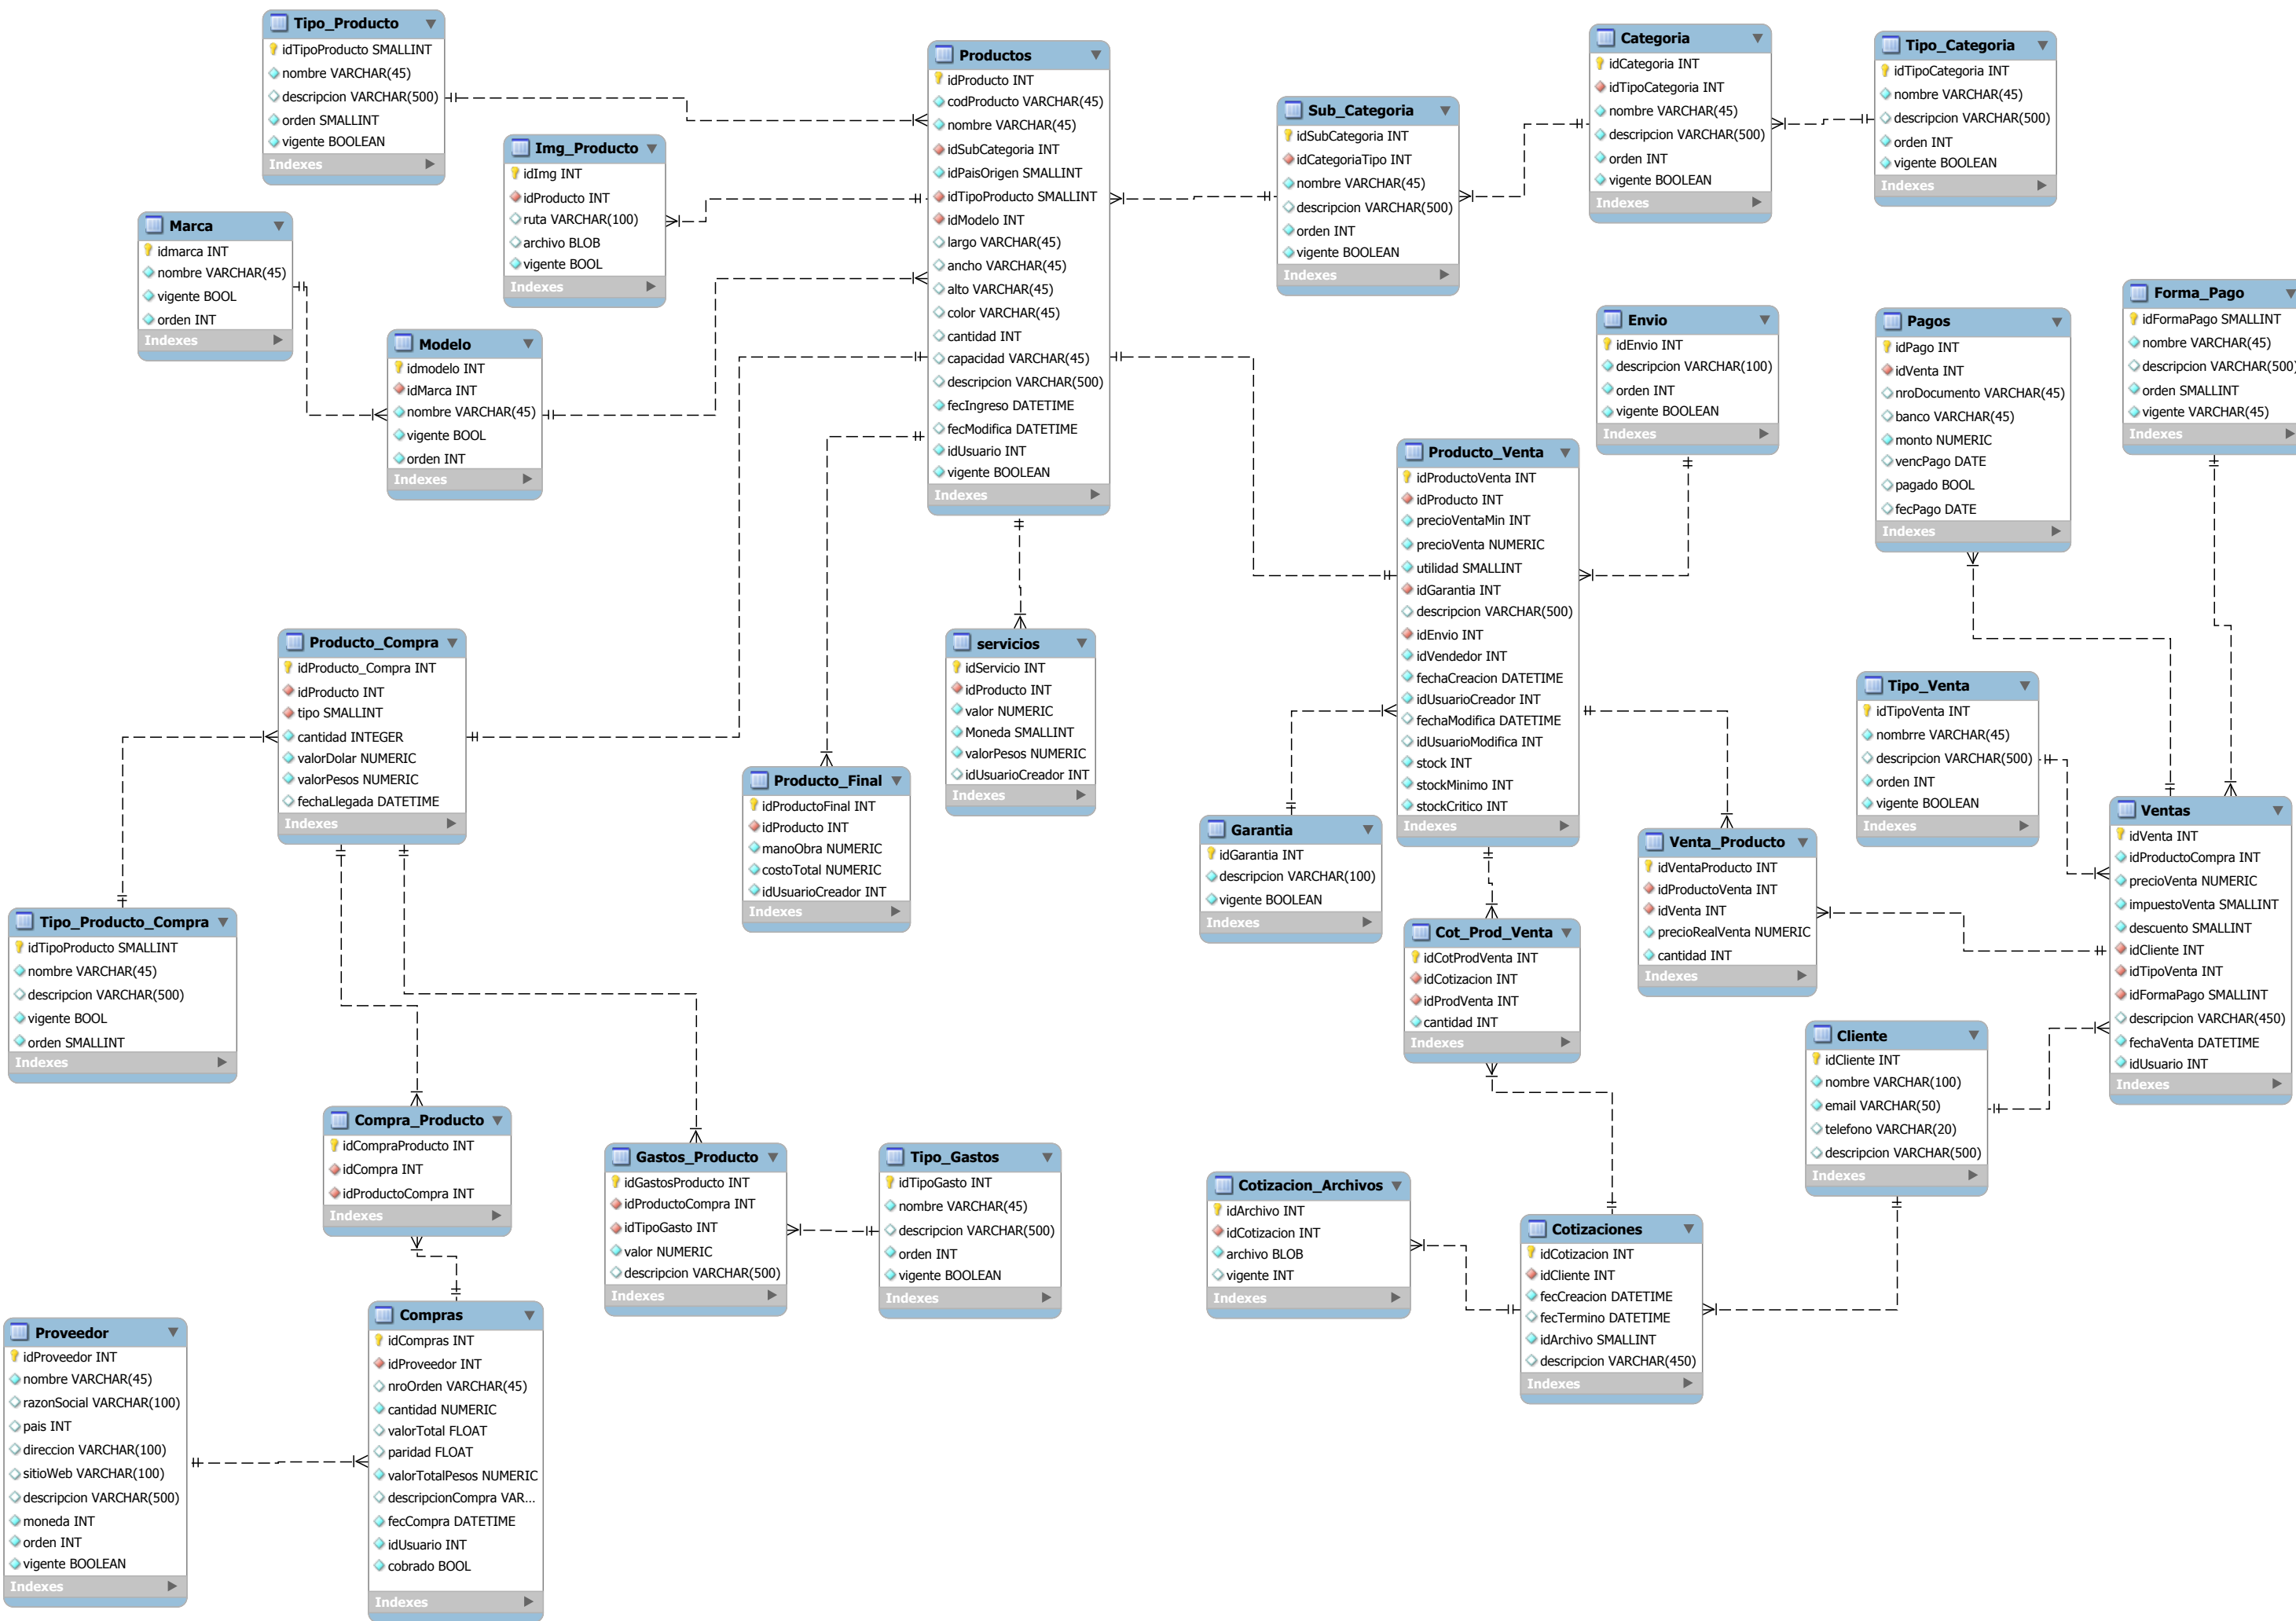 Tipo_Producto
idTipoProducto SMALLINT
nombre VARCHAR(45)
descripcion VARCHAR(500)
orden SMALLINT
vigente BOOLEAN
Indexes
Productos
idProducto INT
codProducto VARCHAR(45)
nombre VARCHAR(45)
idSubCategoria INT
idPaisOrigen SMALLINT
idTipoProducto SMALLINT
idModelo INT
largo VARCHAR(45)
ancho VARCHAR(45)
alto VARCHAR(45)
color VARCHAR(45)
cantidad INT
capacidad VARCHAR(45)
descripcion VARCHAR(500)
fecIngreso DATETIME
fecModifica DATETIME
idUsuario INT
vigente BOOLEAN
Indexes
Categoria
idCategoria INT
idTipoCategoria INT
nombre VARCHAR(45)
descripcion VARCHAR(500)
orden INT
vigente BOOLEAN
Indexes
Tipo_Categoria
idTipoCategoria INT
nombre VARCHAR(45)
descripcion VARCHAR(500)
orden INT
vigente BOOLEAN
Indexes
Sub_Categoria
idSubCategoria INT
idCategoriaTipo INT
nombre VARCHAR(45)
descripcion VARCHAR(500)
orden INT
vigente BOOLEAN
Indexes
Img_Producto
idImg INT
idProducto INT
ruta VARCHAR(100)
archivo BLOB
vigente BOOL
Indexes
Marca
idmarca INT
nombre VARCHAR(45)
vigente BOOL
orden INT
Indexes
Modelo
idmodelo INT
idMarca INT
nombre VARCHAR(45)
vigente BOOL
orden INT
Indexes
Envio
idEnvio INT
descripcion VARCHAR(100)
orden INT
vigente BOOLEAN
Indexes
Pagos
idPago INT
idVenta INT
nroDocumento VARCHAR(45)
banco VARCHAR(45)
monto NUMERIC
vencPago DATE
pagado BOOL
fecPago DATE
Indexes
Forma_Pago
idFormaPago SMALLINT
nombre VARCHAR(45)
descripcion VARCHAR(500)
orden SMALLINT
vigente VARCHAR(45)
Indexes
Producto_Venta
idProductoVenta INT
idProducto INT
precioVentaMin INT
precioVenta NUMERIC
utilidad SMALLINT
idGarantia INT
descripcion VARCHAR(500)
idEnvio INT
idVendedor INT
fechaCreacion DATETIME
idUsuarioCreador INT
fechaModifica DATETIME
idUsuarioModifica INT
stock INT
stockMinimo INT
stockCritico INT
Indexes
Producto_Compra
idProducto_Compra INT
idProducto INT
tipo SMALLINT
cantidad INTEGER
valorDolar NUMERIC
valorPesos NUMERIC
fechaLlegada DATETIME
Indexes
servicios
idServicio INT
idProducto INT
valor NUMERIC
Moneda SMALLINT
valorPesos NUMERIC
idUsuarioCreador INT
Indexes
Tipo_Venta
idTipoVenta INT
nombrre VARCHAR(45)
descripcion VARCHAR(500)
orden INT
vigente BOOLEAN
Indexes
Producto_Final
idProductoFinal INT
idProducto INT
manoObra NUMERIC
costoTotal NUMERIC
idUsuarioCreador INT
Indexes
Garantia
idGarantia INT
descripcion VARCHAR(100)
vigente BOOLEAN
Indexes
Venta_Producto
idVentaProducto INT
idProductoVenta INT
idVenta INT
precioRealVenta NUMERIC
cantidad INT
Indexes
Ventas
idVenta INT
idProductoCompra INT
precioVenta NUMERIC
impuestoVenta SMALLINT
descuento SMALLINT
idCliente INT
idTipoVenta INT
idFormaPago SMALLINT
descripcion VARCHAR(450)
fechaVenta DATETIME
idUsuario INT
Indexes
Tipo_Producto_Compra
idTipoProducto SMALLINT
nombre VARCHAR(45)
descripcion VARCHAR(500)
vigente BOOL
orden SMALLINT
Indexes
Cot_Prod_Venta
idCotProdVenta INT
idCotizacion INT
idProdVenta INT
cantidad INT
Indexes
Cliente
idCliente INT
nombre VARCHAR(100)
email VARCHAR(50)
telefono VARCHAR(20)
descripcion VARCHAR(500)
Indexes
Compra_Producto
idCompraProducto INT
idCompra INT
idProductoCompra INT
Indexes
Gastos_Producto
idGastosProducto INT
idProductoCompra INT
idTipoGasto INT
valor NUMERIC
descripcion VARCHAR(500)
Indexes
Tipo_Gastos
idTipoGasto INT
nombre VARCHAR(45)
descripcion VARCHAR(500)
orden INT
vigente BOOLEAN
Indexes
Cotizacion_Archivos
idArchivo INT
idCotizacion INT
archivo BLOB
vigente INT
Indexes
Cotizaciones
idCotizacion INT
idCliente INT
fecCreacion DATETIME
fecTermino DATETIME
idArchivo SMALLINT
descripcion VARCHAR(450)
Indexes
Proveedor
idProveedor INT
nombre VARCHAR(45)
razonSocial VARCHAR(100)
pais INT
direccion VARCHAR(100)
sitioWeb VARCHAR(100)
descripcion VARCHAR(500)
moneda INT
orden INT
vigente BOOLEAN
Indexes
Compras
idCompras INT
idProveedor INT
nroOrden VARCHAR(45)
cantidad NUMERIC
valorTotal FLOAT
paridad FLOAT
valorTotalPesos NUMERIC
descripcionCompra VAR...
fecCompra DATETIME
idUsuario INT
cobrado BOOL
Indexes